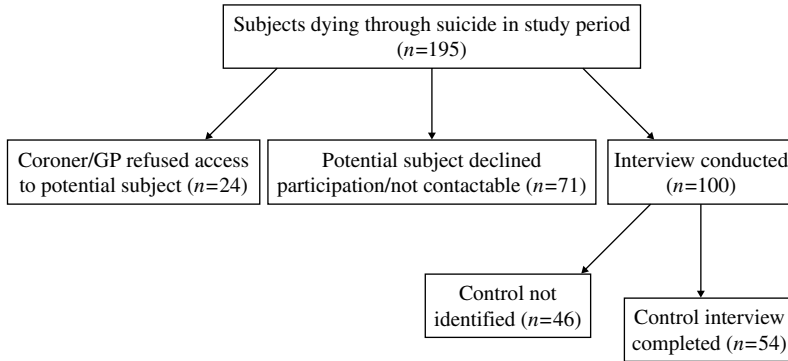 Subjects dying through suicide in study period
(n=195)
Coroner/GP refused access
to potential subject (n=24)
Potential subject declined
participation/not contactable (n=71)
Interview conducted
(n=100)
Control not
identified (n=46)
Control interview
completed (n=54)